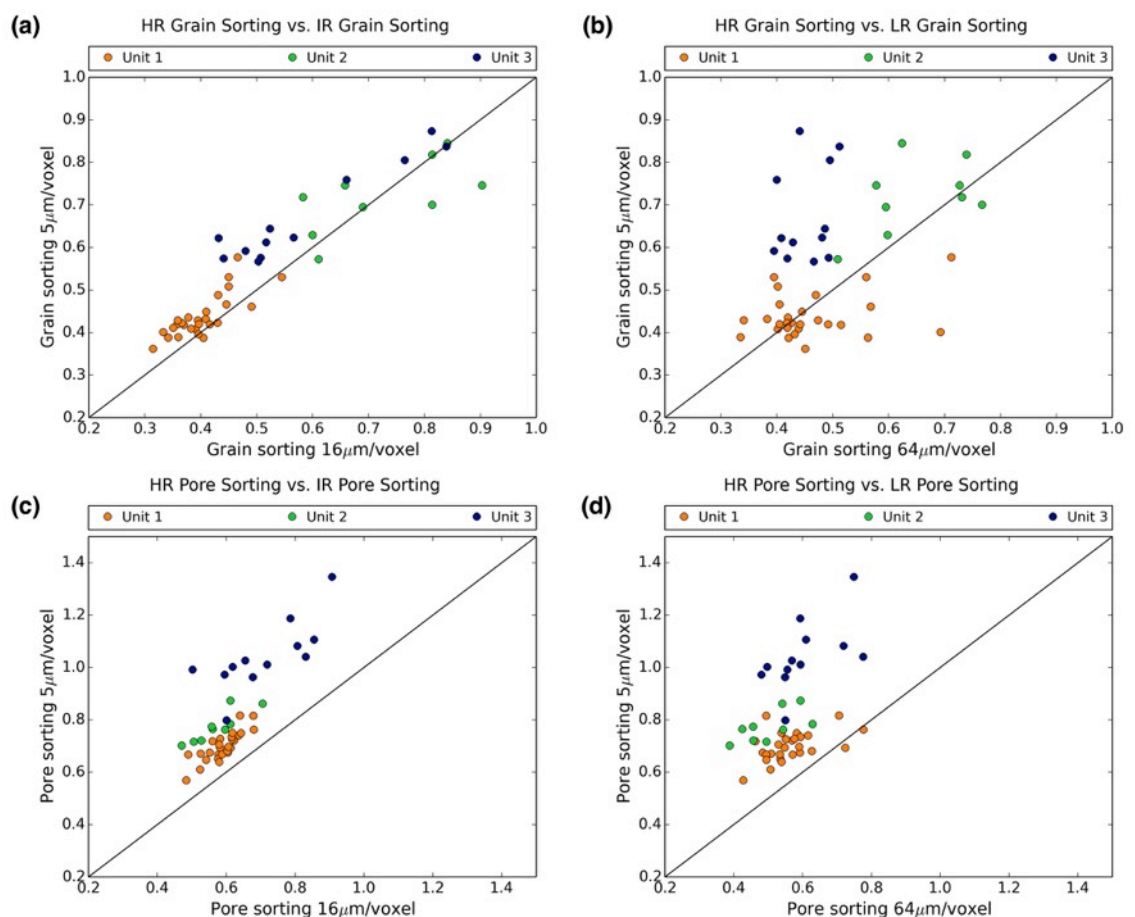 (a)
HR Grain Sorting vs. IR Grain Sorting
Unit 1 Unit 2 Unit 3
1.0
0.9
0.8
0.7
0.6
0.5
0.4
0.3
0.2
Grain sorting 5μm/voxel
0.2 0.3 0.4 0.5 0.6 0.7 0.8 0.9 1.0
Grain sorting 16μm/voxel
(b)
HR Grain Sorting vs. LR Grain Sorting
Unit 1 Unit 2 Unit 3
1.0
0.9
0.8
0.7
0.6
0.5
0.4
0.3
0.2
Grain sorting 5μm/voxel
0.2 0.3 0.4 0.5 0.6 0.7 0.8 0.9 1.0
Grain sorting 64μm/voxel
(c)
HR Pore Sorting vs. IR Pore Sorting
Unit 1 Unit 2 Unit 3
1.4
1.2
1.0
0.8
0.6
0.4
0.2
Pore sorting 5μm/voxel
0.2 0.4 0.6 0.8 1.0 1.2 1.4
Pore sorting 16μm/voxel
(d)
HR Pore Sorting vs. LR Pore Sorting
Unit 1 Unit 2 Unit 3
1.4
1.2
1.0
0.8
0.6
0.4
0.2
Pore sorting 5μm/voxel
0.2 0.4 0.6 0.8 1.0 1.2 1.4
Pore sorting 64μm/voxel